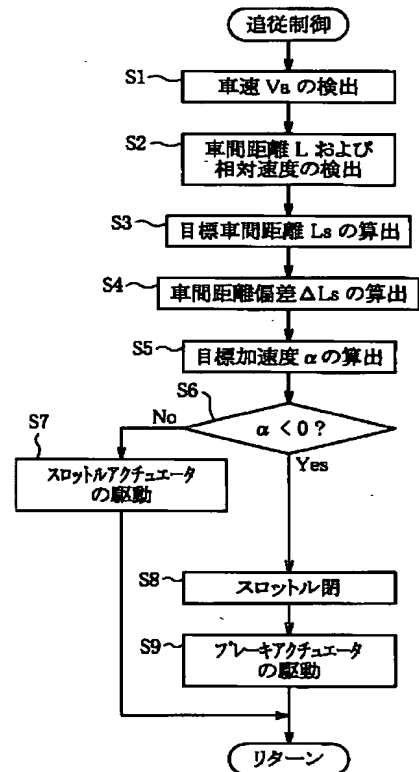 追従制御
S1
車速 Va の検出
S2
車間距離 L および
相対速度の検出
S3
目標車間距離 Ls の算出
S4
車間距離偏差 ΔLs の算出
S5
目標加速度 α の算出
S6
No
α < 0 ?
S7
Yes
スロットルアクチュエータ
の駆動
S8
スロットル閉
S9
ブレーキアクチュエータ
の駆動
リターン